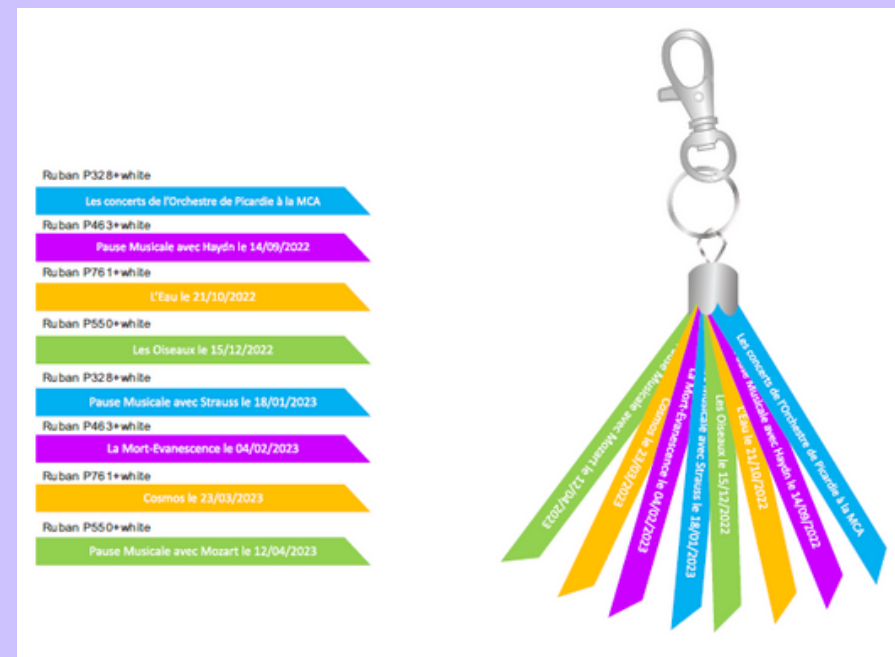 Ruban P328+white
Les concerts de l'Orchestre de Picardie à la MCA
Ruban P463+white
Pause Musicale avec Haydn le 14/09/2022
Ruban P761+white
L'Eau le 21/10/2022
Ruban P550+white
Les Oiseaux le 15/12/2022
Ruban P328+white
Pause Musicale avec Strauss le 18/01/2023
Ruban P463+white
La Mort-Evanescence le 04/02/2023
Ruban P761+white
Cosmos le 23/03/2023
Ruban P550+white
Pause Musicale avec Mozart le 12/04/2023
Musicale avec Mozart le 12/04/2023
Cosmos le 23/03/2023
La Mort-Evanescence le 04/02/2023
Musicale avec Strauss le 18/01/2023
Les Oiseaux le 15/12/2022
L'Eau le 21/10/2022
Musicale avec Haydn le 14/09/2022
Les concerts de l'Orchestre de Picardie à la MCA